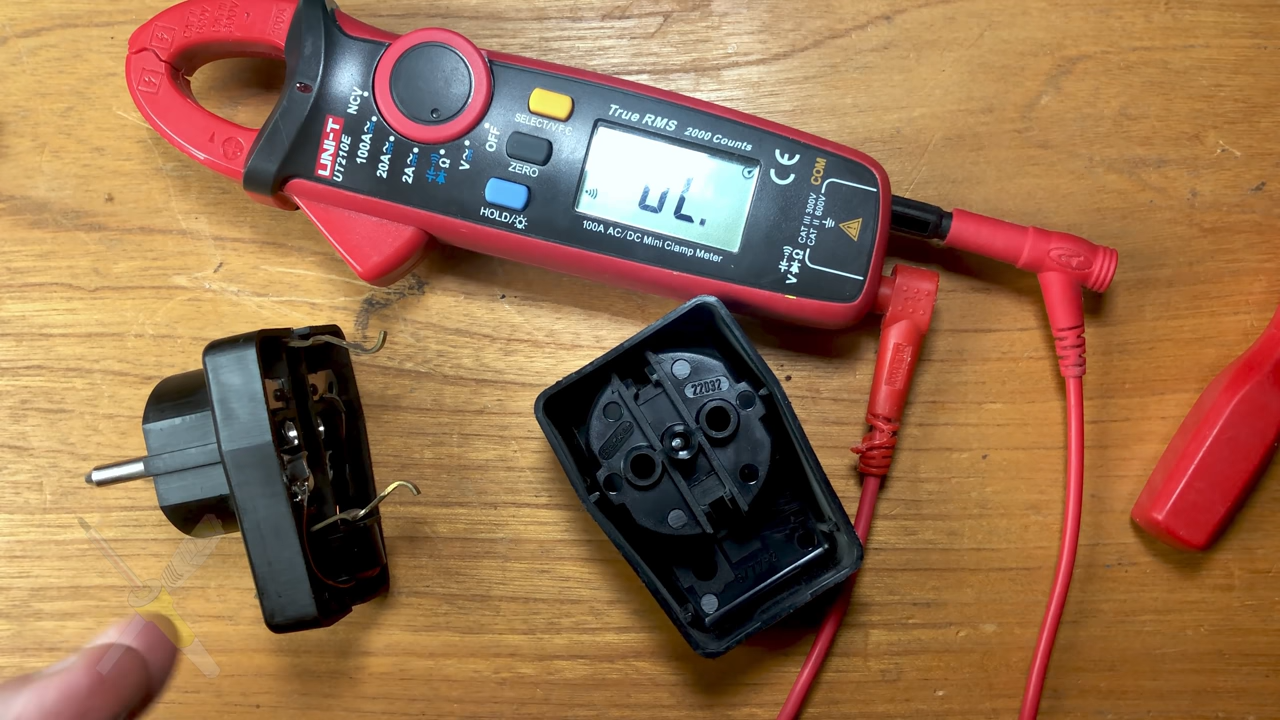 UNI-T
UT210E
NCV
100A
20A
2A
Ω
V
OFF
SELECT/V.F.C
ZERO
HOLD/
True RMS 2000 Counts
OL.
100A AC/DC Mini Clamp Meter
CE
COM
CAT III 300V
CAT II 600V
V Ω
22032